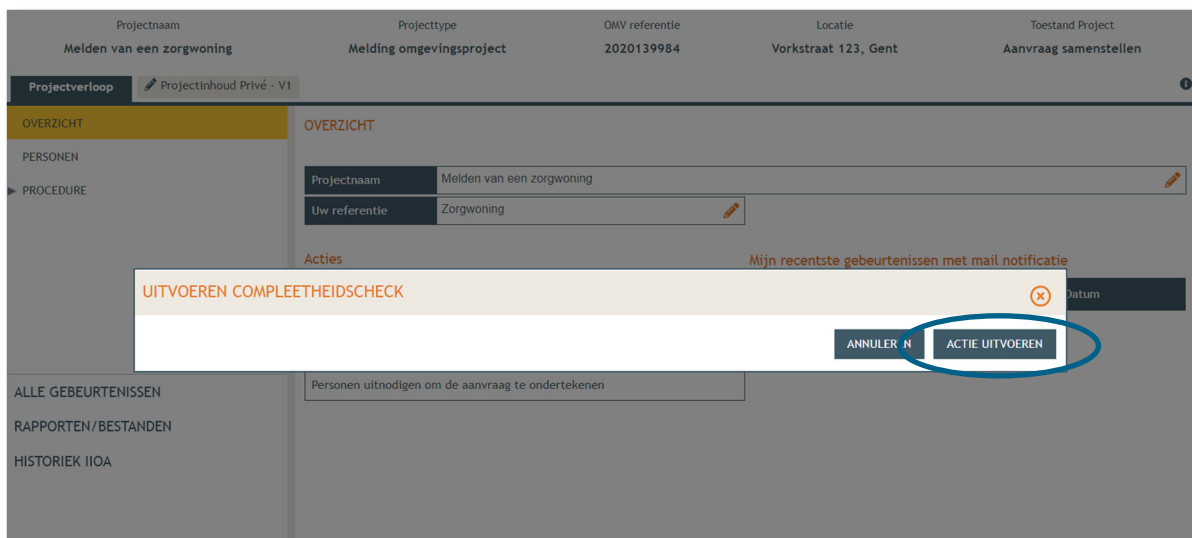 Projectnaam Projecttype OMV referentie Locatie Toestand Project
Melden van een zorgwoning Melding omgevingsproject 2020139984 Vorkstraat 123, Gent Aanvraag samenstellen
Projectverloop Projectinhoud Privé - V1
OVERZICHT OVERZICHT
PERSONEN
Projectnaam Melden van een zorgwoning
PROCEDURE
Uw referentie Zorgwoning
Acties Mijn recentste gebeurtenissen met mail notificatie
UITVOEREN COMPLEETHEIDSCHECK
Datum
ANNULEREN ACTIE UITVOEREN
Personen uitnodigen om de aanvraag te ondertekenen
ALLE GEBEURTENISSEN
RAPPORTEN/BESTANDEN
HISTORIEK IIOA